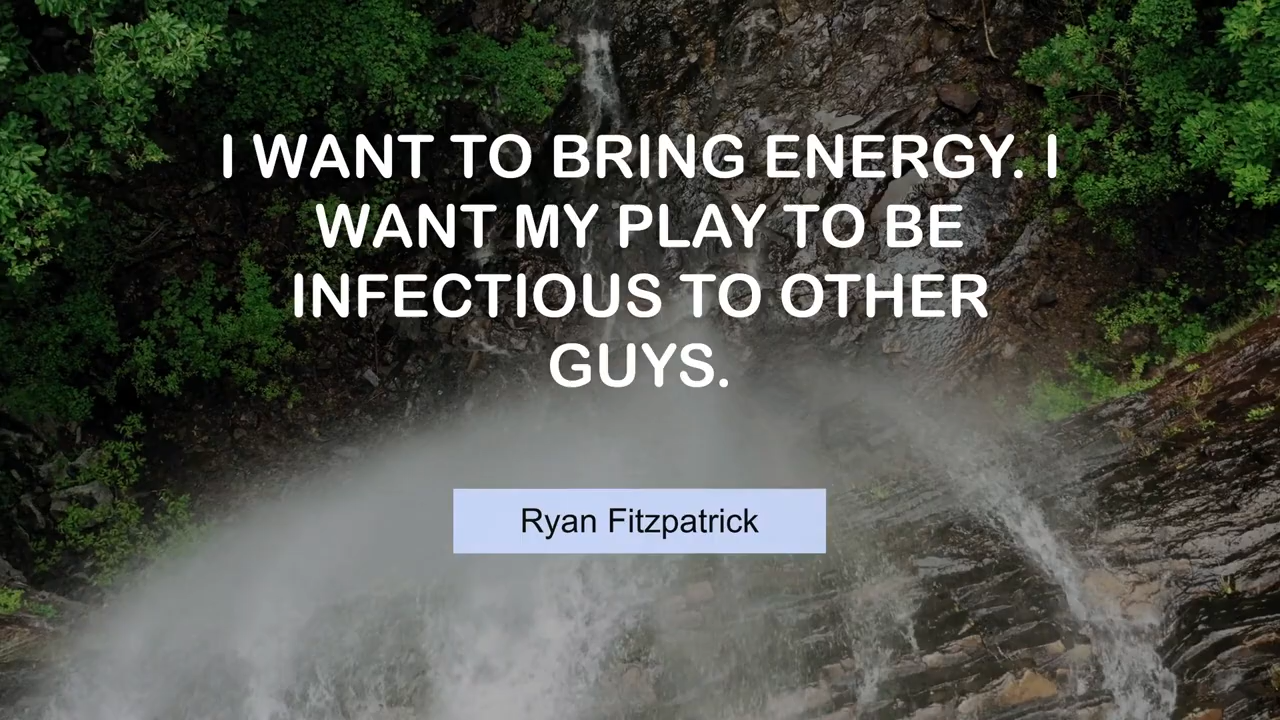 I WANT TO BRING ENERGY. I
WANT MY PLAY TO BE
INFECTIOUS TO OTHER
GUYS.
Ryan Fitzpatrick